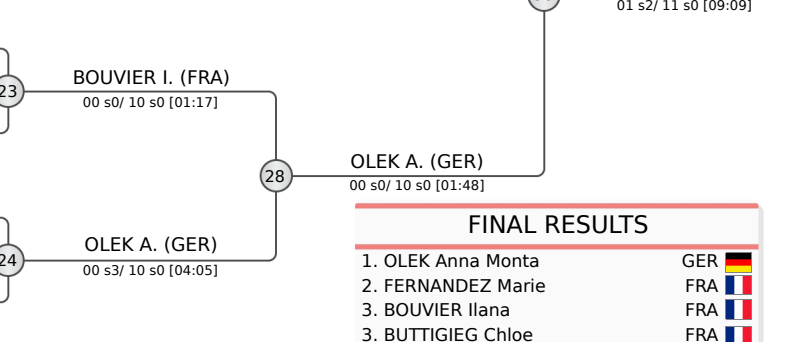 01 s2/ 11 s0 [09:09]
BOUVIER I. (FRA)
23
00 s0/ 10 s0 [01:17]
OLEK A. (GER)
28
00 s0/ 10 s0 [01:48]
OLEK A. (GER)
24
00 s3/ 10 s0 [04:05]
FINAL RESULTS
1. OLEK Anna Monta GER
2. FERNANDEZ Marie FRA
3. BOUVIER Ilana FRA
3. BUTTIGIEG Chloe FRA